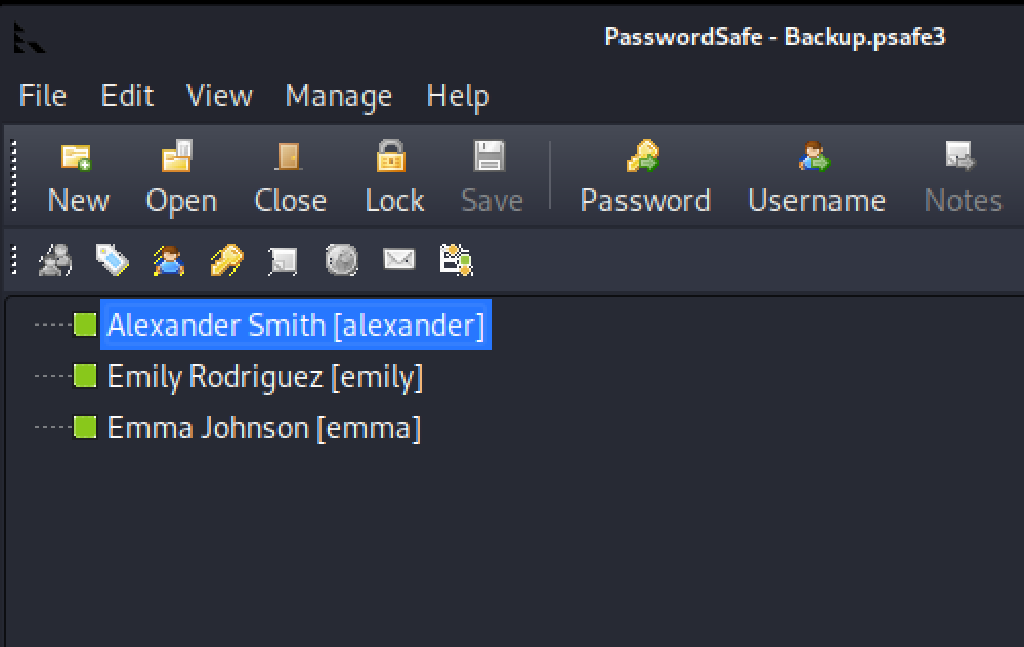 PasswordSafe - Backup.psafe3
File Edit View Manage Help
New Open Close Lock Save Password Username Notes
Alexander Smith [alexander]
Emily Rodriguez [emily]
Emma Johnson [emma]